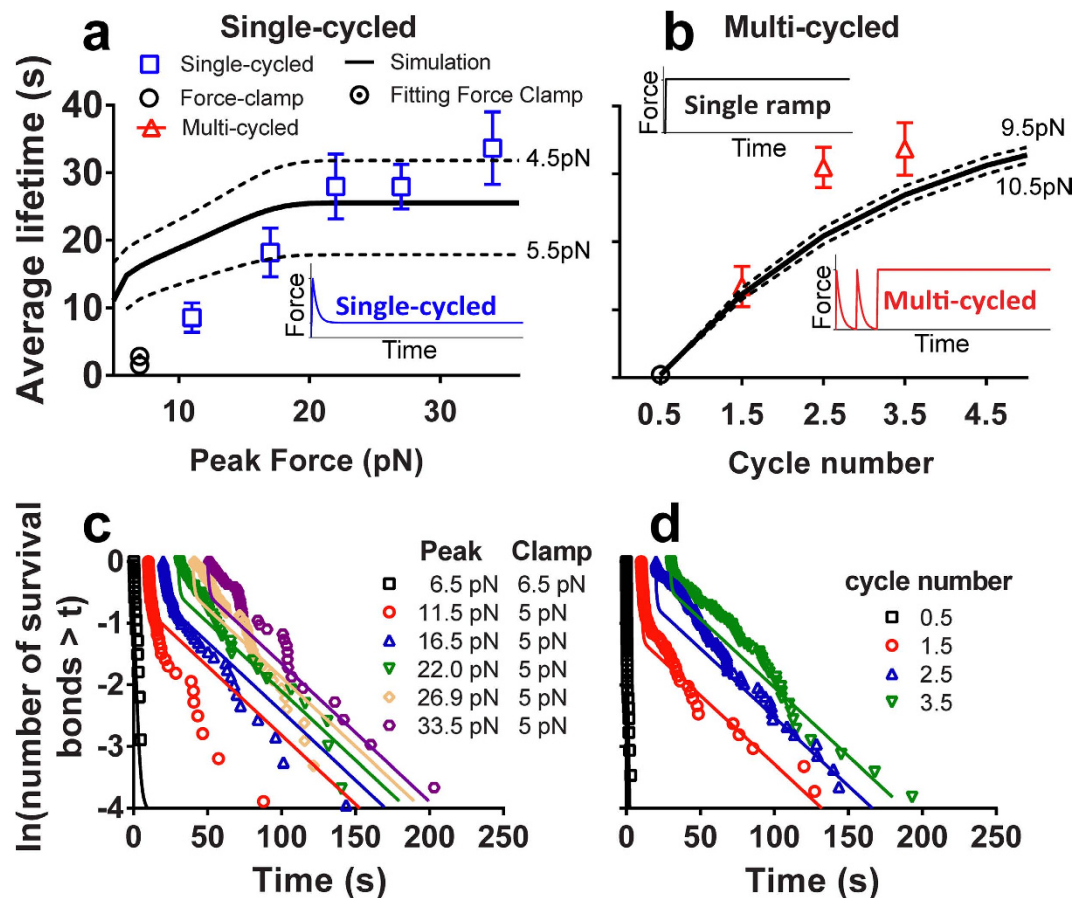 a Single-cycled
Single-cycled
Force-clamp
Multi-cycled
Simulation
Fitting Force Clamp
Average lifetime (s)
40
30
20
10
0
4.5pN
5.5pN
Force
Single-cycled
Time
10 20 30
Peak Force (pN)
b Multi-cycled
Force
Single ramp
Time
9.5pN
10.5pN
Force
Multi-cycled
Time
0.5 1.5 2.5 3.5 4.5
Cycle number
c
ln(number of survival
bonds > t)
-0
-1
-2
-3
-4
Peak Clamp
6.5 pN 6.5 pN
11.5 pN 5 pN
16.5 pN 5 pN
22.0 pN 5 pN
26.9 pN 5 pN
33.5 pN 5 pN
0 50 100 150 200 250
Time (s)
d
cycle number
0.5
1.5
2.5
3.5
0 50 100 150 200 250
Time (s)